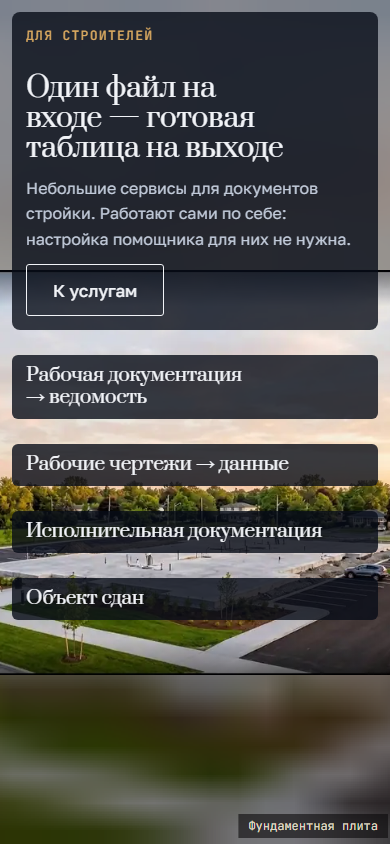 ДЛЯ СТРОИТЕЛЕЙ
Один файл на
входе — готовая
таблица на выходе
Небольшие сервисы для документов
стройки. Работают сами по себе:
настройка помощника для них не нужна.
К услугам
Рабочая документация
→ ведомость
Рабочие чертежи → данные
Исполнительная документация
Объект сдан
Фундаментная плита